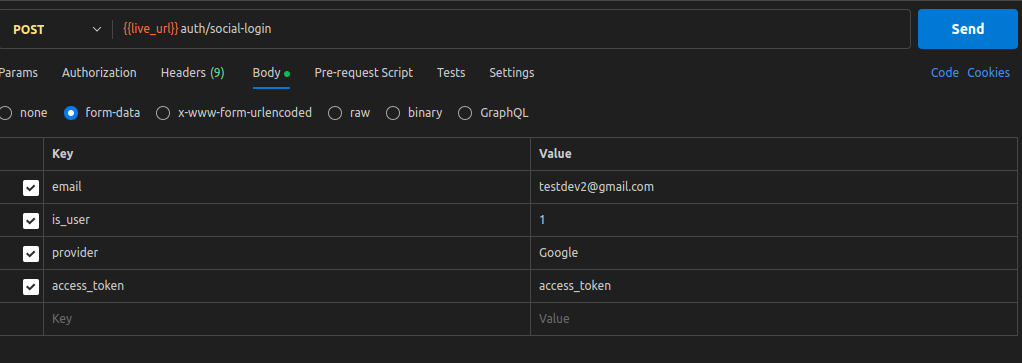 POST {{live_url}} auth/social-login Send
Params Authorization Headers (9) Body Pre-request Script Tests Settings Code Cookies
none form-data x-www-form-urlencoded raw binary GraphQL
Key Value
email testdev2@gmail.com
is_user 1
provider Google
access_token access_token
Key Value